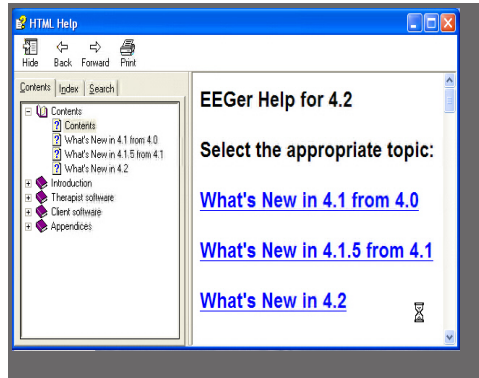 HTML Help
Hide Back Forward Print
Contents Index Search
Contents
Contents
What's New in 4.1 from 4.0
What's New in 4.1.5 from 4.1
What's New in 4.2
Introduction
Therapist software
Client software
Appendices
EEGer Help for 4.2
Select the appropriate topic:
What's New in 4.1 from 4.0
What's New in 4.1.5 from 4.1
What's New in 4.2